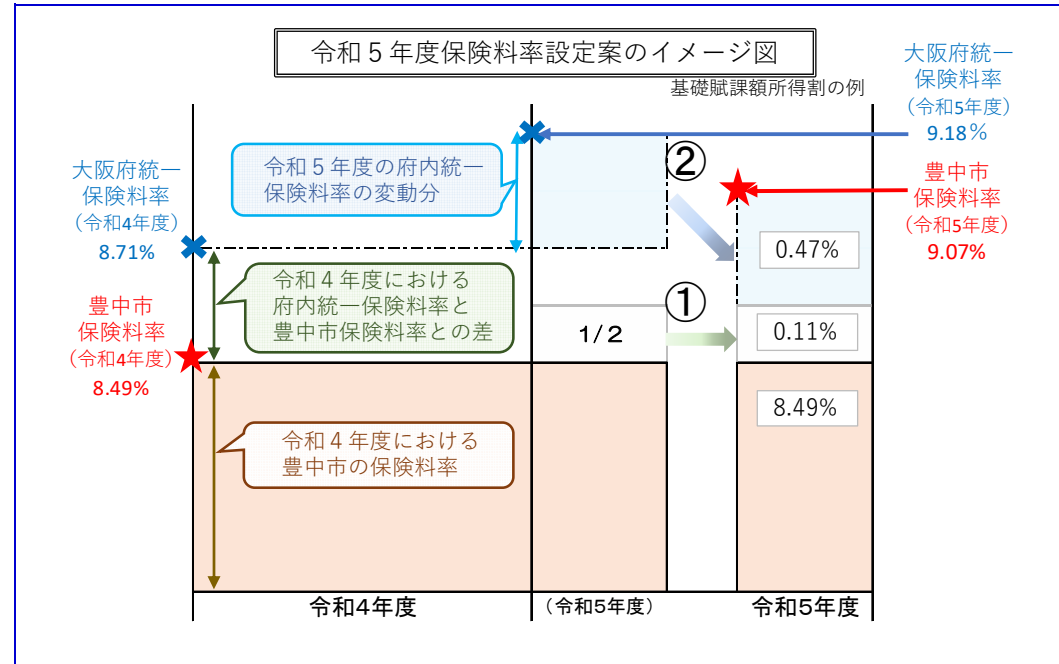 令和５年度保険料率設定案のイメージ図
基礎賦課額所得割の例
大阪府統一
保険料率
(令和5年度)
9.18％
豊中市
保険料率
(令和5年度)
9.07%
大阪府統一
保険料率
(令和4年度)
8.71%
豊中市
保険料率
(令和4年度)
8.49%
令和５年度の府内統一
保険料率の変動分
令和４年度における
府内統一保険料率と
豊中市保険料率との差
令和４年度における
豊中市の保険料率
②
①
1/2
0.47%
0.11%
8.49%
令和4年度
（令和5年度）
令和5年度